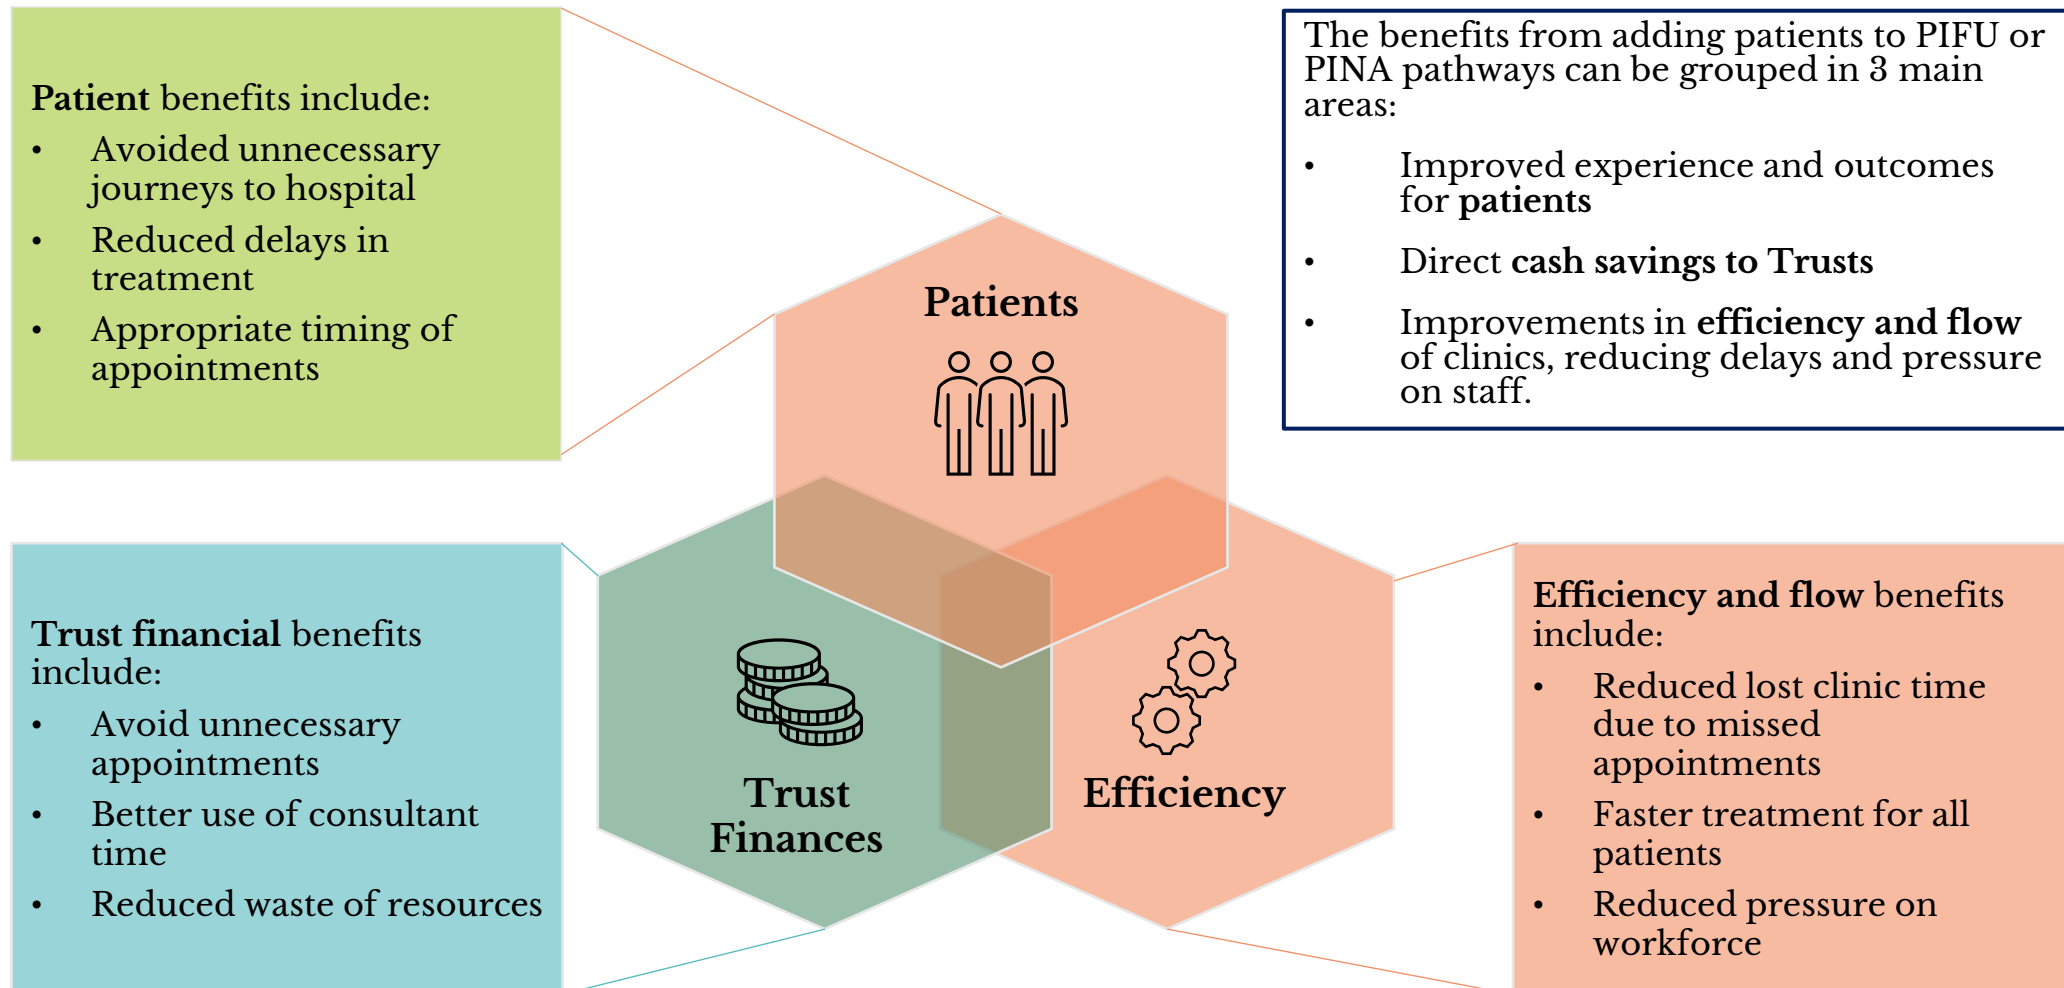 Patient benefits include:
• Avoided unnecessary
journeys to hospital
• Reduced delays in
treatment
• Appropriate timing of
appointments
The benefits from adding patients to PIFU or
PINA pathways can be grouped in 3 main
areas:
• Improved experience and outcomes
for patients
• Direct cash savings to Trusts
• Improvements in efficiency and flow
of clinics, reducing delays and pressure
on staff.
Patients
Trust financial benefits
include:
• Avoid unnecessary
appointments
• Better use of consultant
time
• Reduced waste of resources
Trust
Finances
Efficiency
Efficiency and flow benefits
include:
• Reduced lost clinic time
due to missed
appointments
• Faster treatment for all
patients
• Reduced pressure on
workforce